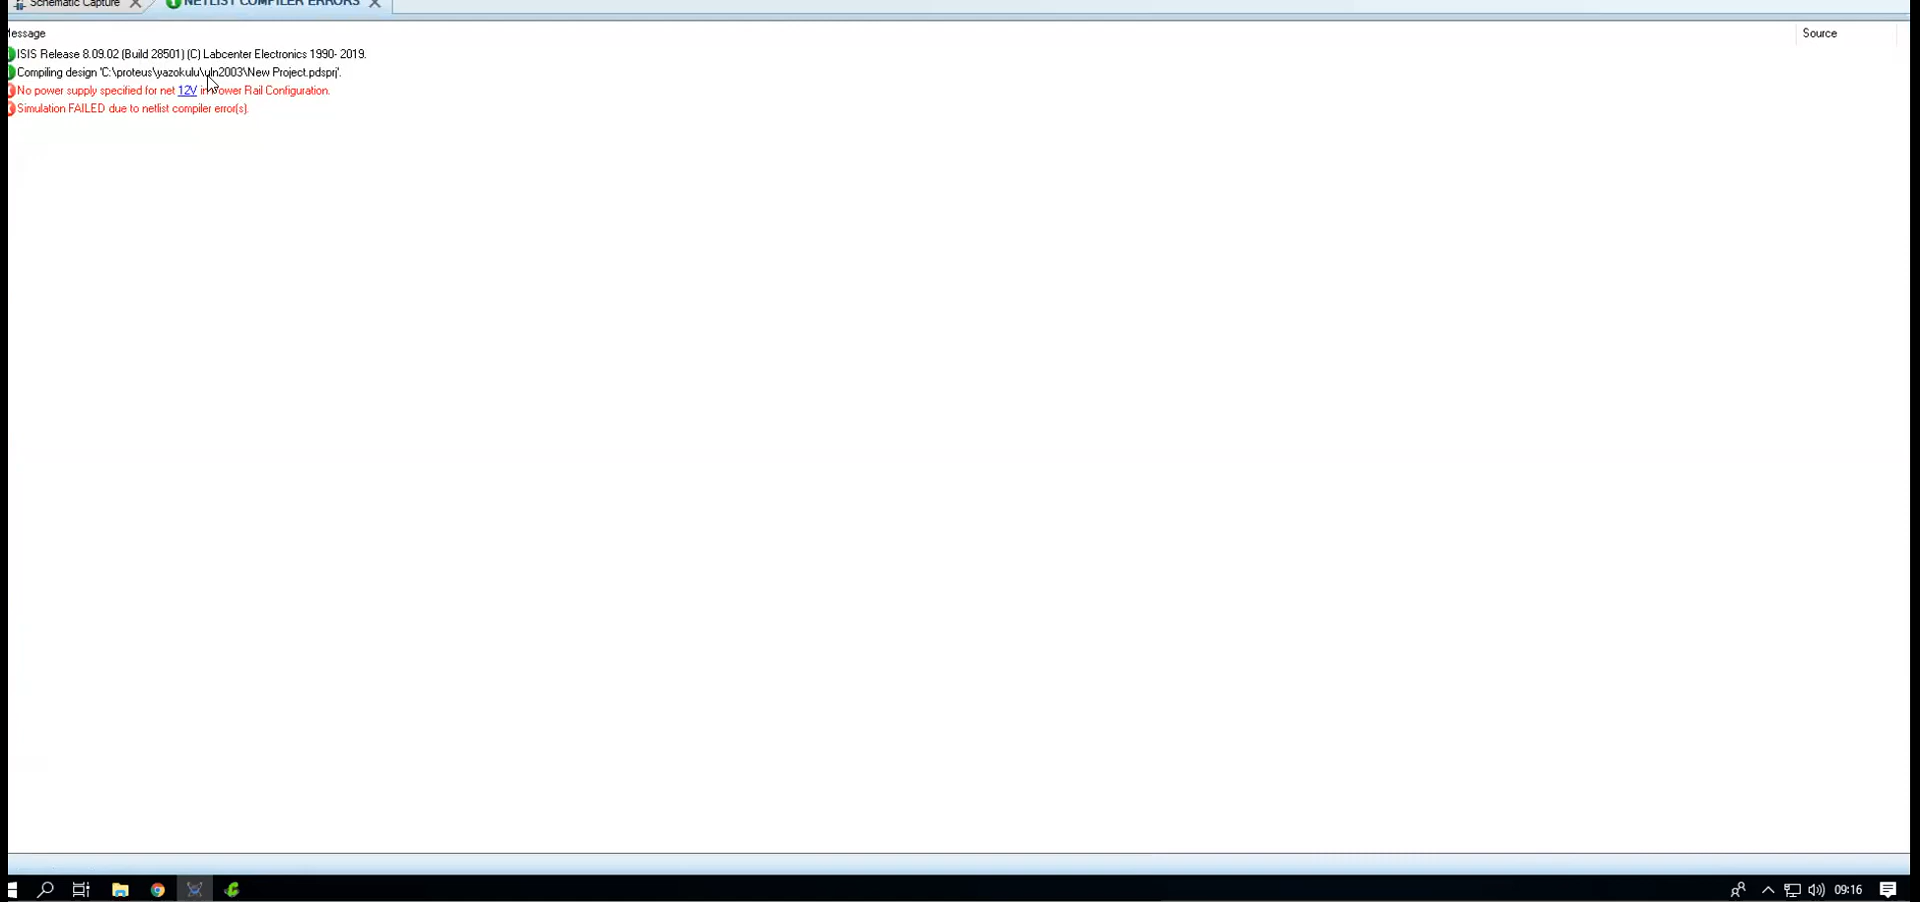 Schematic Capture
NETLIST COMPILER ERRORS
Message Source
ISIS Release 8.09.02 (Build 28501) (C) Labcenter Electronics 1990- 2019.
Compiling design 'C:\proteus\yazokulu\uln2003\New Project.pdsprj'.
No power supply specified for net 12V in Power Rail Configuration.
Simulation FAILED due to netlist compiler error(s).
09:16